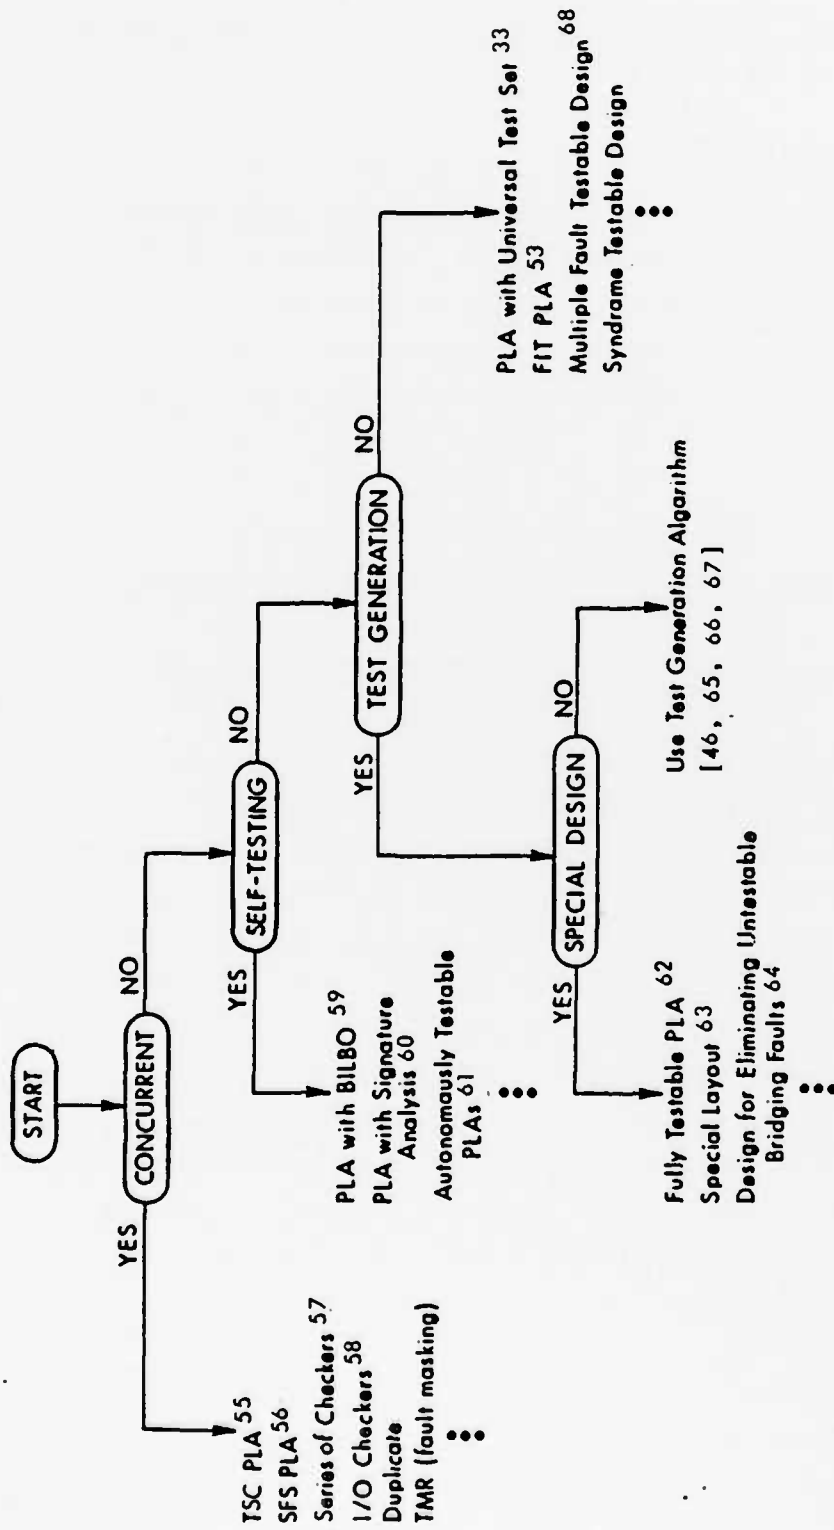 START
CONCURRENT
YES
NO
TSC PLA 55
SFS PLA 56
Series of Checkers 57
I/O Checkers 58
Duplicate
TMR (fault masking)
SELF-TESTING
YES
NO
PLA with BILBO 59
PLA with Signature
Analysis 60
Autonomously Testable
PLAs 61
TEST GENERATION
YES
NO
SPECIAL DESIGN
YES
NO
Fully Testable PLA 62
Special Layout 63
Design for Eliminating Untestable
Bridging Faults 64
Use Test Generation Algorithm
[46, 65, 66, 67]
PLA with Universal Test Set 33
FIT PLA 53
Multiple Fault Testable Design 68
Syndrome Testable Design